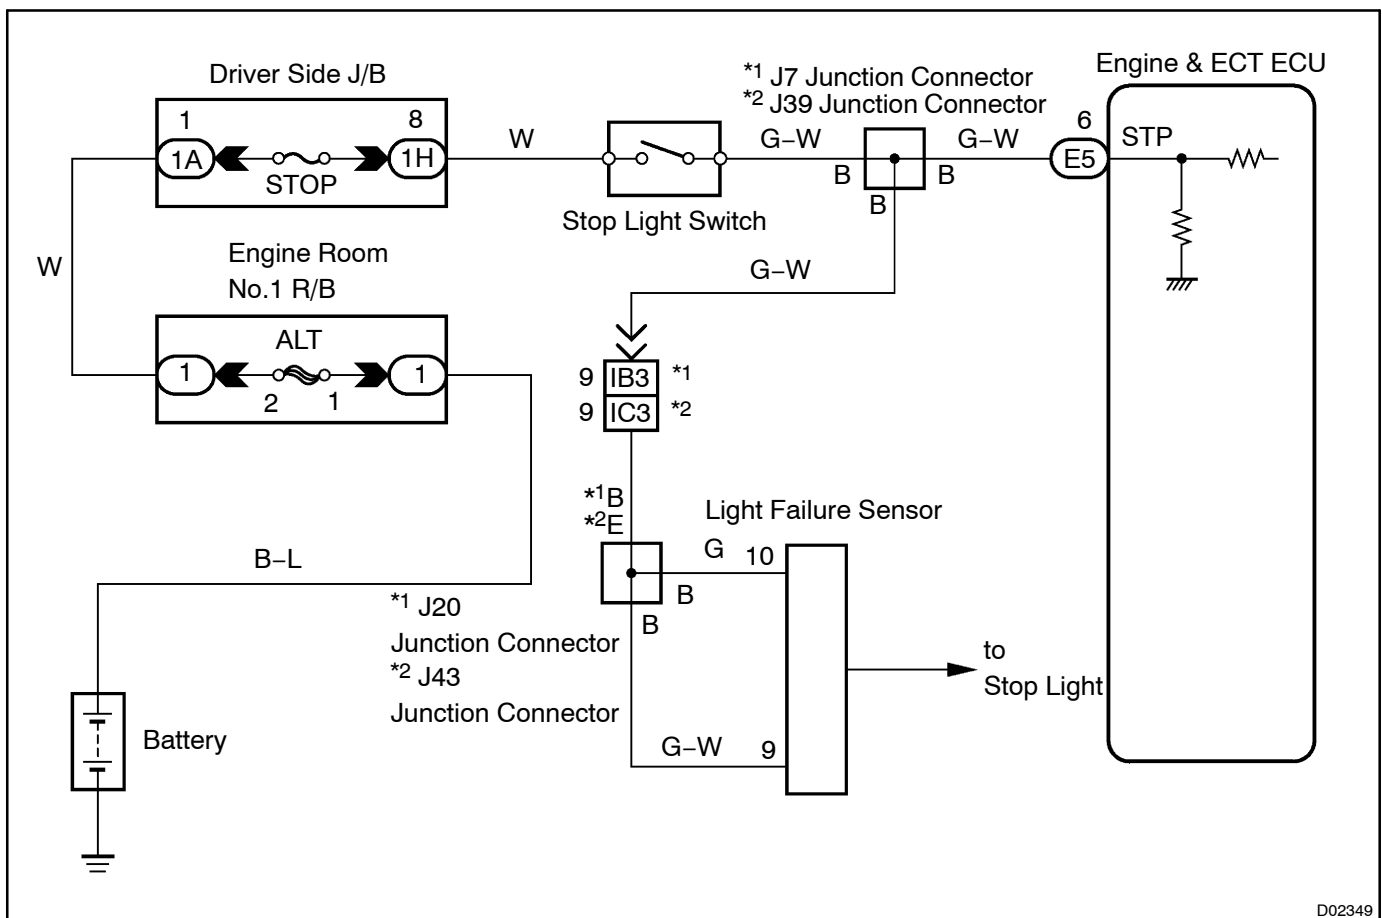 Driver Side J/B
1
8
1A
1H
STOP
W
Stop Light Switch
*1 J7 Junction Connector
*2 J39 Junction Connector
G−W
G−W
B
B
B
Engine & ECT ECU
6
E5
STP
W
Engine Room
No.1 R/B
ALT
1
1
2
1
G−W
9
IB3
*1
9
IC3
*2
*1B
*2E
Light Failure Sensor
G
10
B
B
B−L
*1 J20
Junction Connector
*2 J43
Junction Connector
to
Stop Light
Battery
G−W
9
D02349